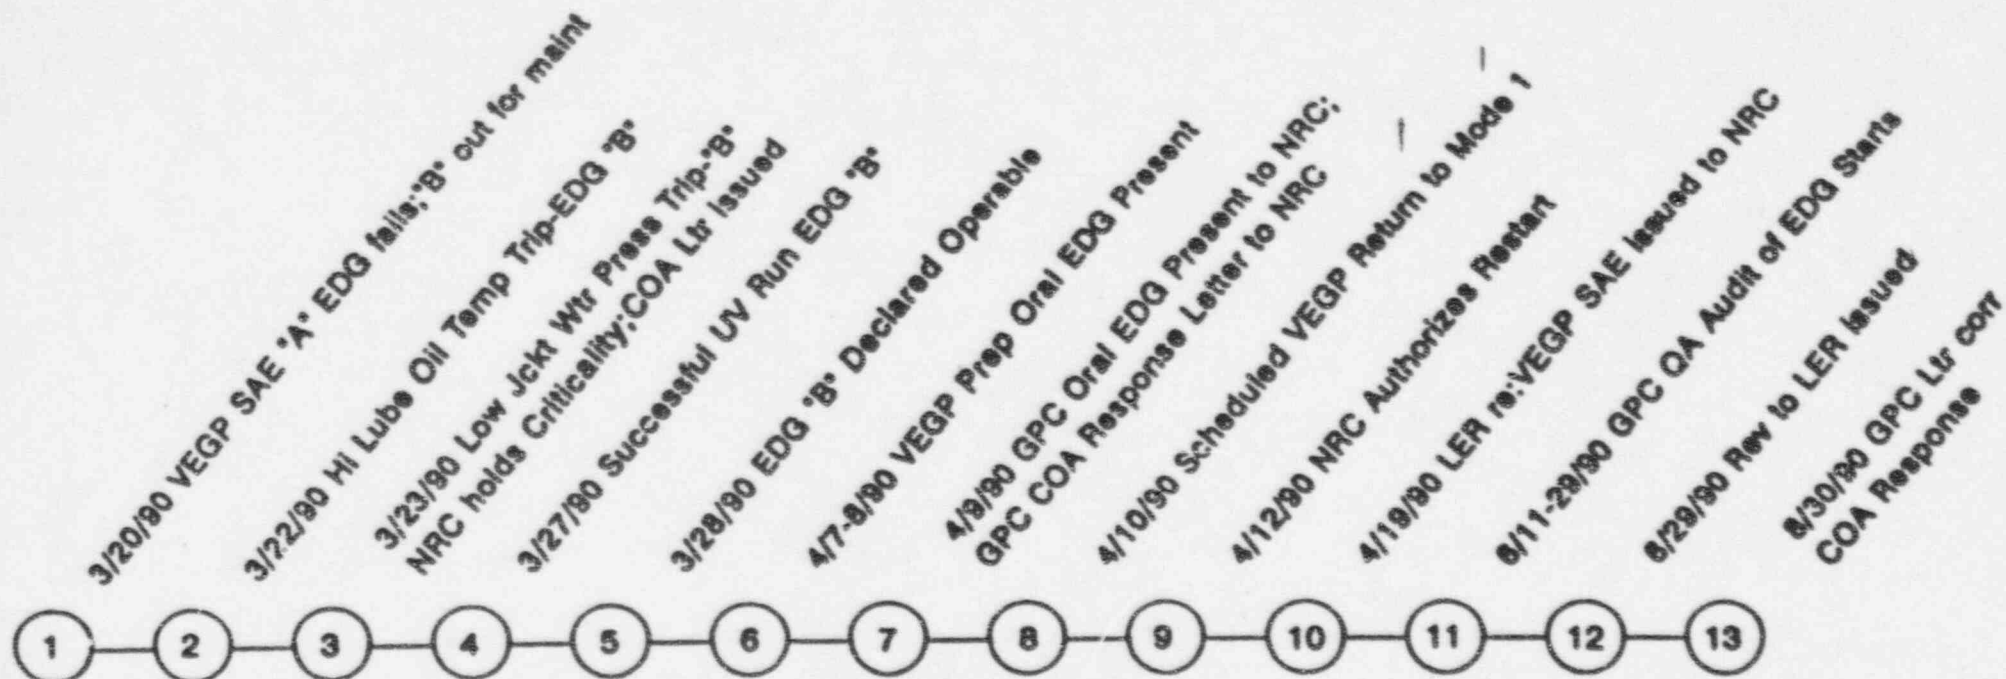 3/20/90 VEGP SAE "A" EDG fails;"B" out for maint
3/22/90 Hi Lube Oil Temp Trip-EDG "B"
3/23/90 Low Jckt Wtr Press Trip-"B"
NRC holds Criticality;COA Ltr Issued
3/27/90 Successful UV Run EDG "B"
3/28/90 EDG "B" Declared Operable
4/7-8/90 VEGP Prep Oral EDG Present
4/9/90 GPC Oral EDG Present to NRC;
GPC COA Response Letter to NRC
4/10/90 Scheduled VEGP Return to Mode 1
4/12/90 NRC Authorizes Restart
4/19/90 LER re:VEGP SAE Issued to NRC
6/11-29/90 GPC QA Audit of EDG Starts
6/29/90 Rev to LER Issued
8/30/90 GPC Ltr corr
COA Response
1 2 3 4 5 6 7 8 9 10 11 12 13